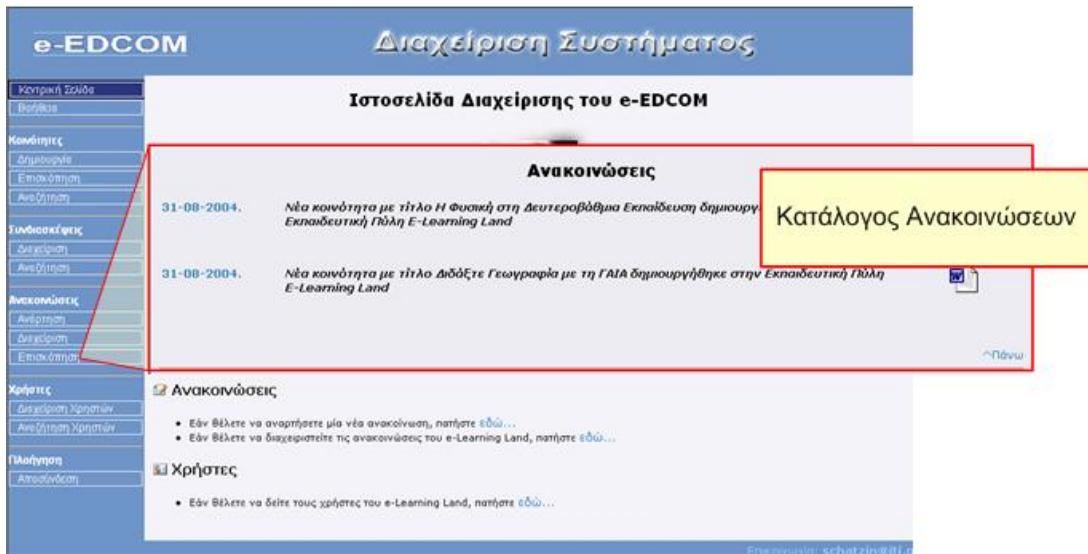 e-EDCOM
Διαχείριση Συστήματος
Κεντρική Σελίδα
Βοήθεια
Κοινότητες
Δημιουργία
Επισκόπηση
Αναζήτηση
Συνδιασκέψεις
Διαχείριση
Αναζήτηση
Ανακοινώσεις
Ανάρτηση
Διαχείριση
Επισκόπηση
Χρήστες
Διαχείριση Χρηστών
Αναζήτηση Χρηστών
Πλοήγηση
Αποσύνδεση
Ιστοσελίδα Διαχείρισης του e-EDCOM
Ανακοινώσεις
31-08-2004. Νέα κοινότητα με τίτλο Η Φυσική στη Δευτεροβάθμια Εκπαίδευση
Εκπαιδευτική Πύλη E-Learning Land
Κατάλογος Ανακοινώσεων
31-08-2004. Νέα κοινότητα με τίτλο Διδάξτε Γεωγραφία με τη ΓΑΙΑ δημιουργήθηκε στην Εκπαιδευτική Πύλη
E-Learning Land
^Πάνω
Ανακοινώσεις
• Εάν θέλετε να αναρτήσετε μία νέα ανακοίνωση, πατήστε εδώ...
• Εάν θέλετε να διαχειριστείτε τις ανακοινώσεις του e-Learning Land, πατήστε εδώ...
Χρήστες
• Εάν θέλετε να δείτε τους χρήστες του e-Learning Land, πατήστε εδώ...
Επικοινωνία: